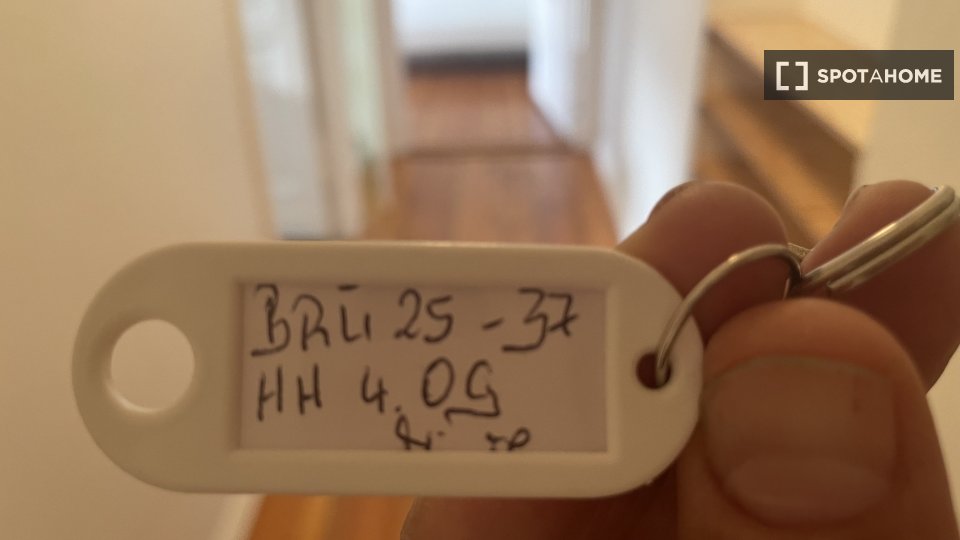 SPOTAHOME
BRÜ 25 - 37
HH 4. OG